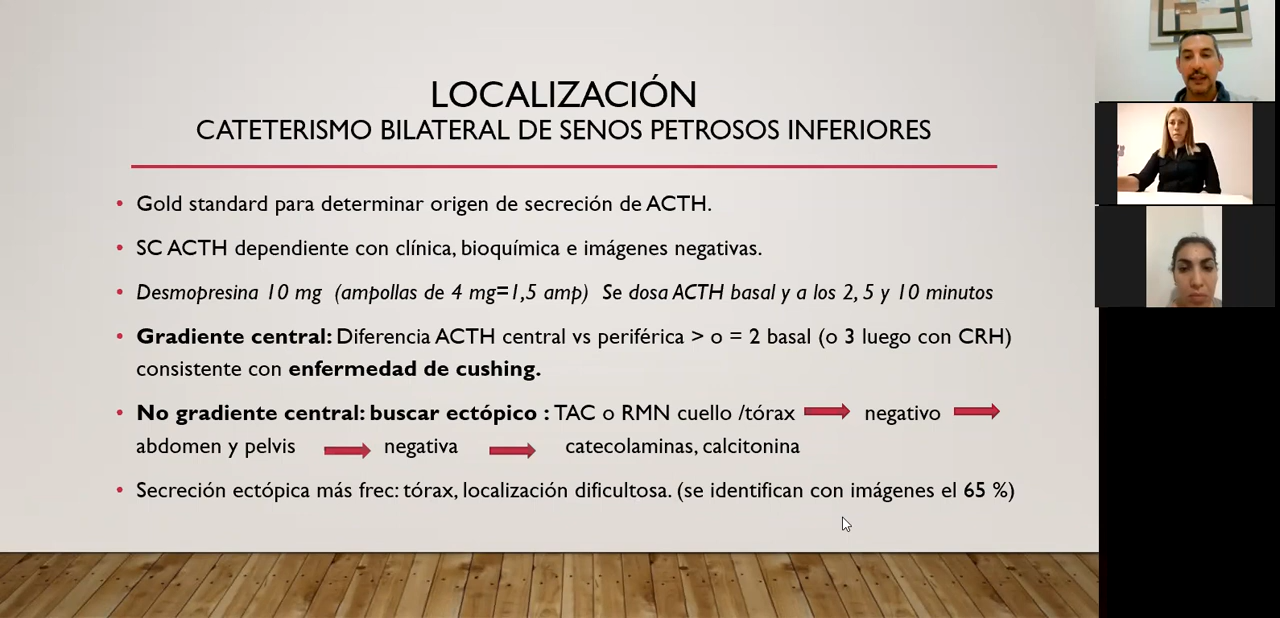 LOCALIZACIÓN
CATETERISMO BILATERAL DE SENOS PETROSOS INFERIORES
• Gold standard para determinar origen de secreción de ACTH.
• SC ACTH dependiente con clínica, bioquímica e imágenes negativas.
• Desmopresina 10 mg (ampollas de 4 mg=1,5 amp) Se dosa ACTH basal y a los 2, 5 y 10 minutos
• Gradiente central: Diferencia ACTH central vs periférica > o = 2 basal (o 3 luego con CRH)
consistente con enfermedad de cushing.
• No gradiente central: buscar ectópico : TAC o RMN cuello /tórax negativo
abdomen y pelvis negativa catecolaminas, calcitonina
• Secreción ectópica más frec: tórax, localización dificultosa. (se identifican con imágenes el 65 %)